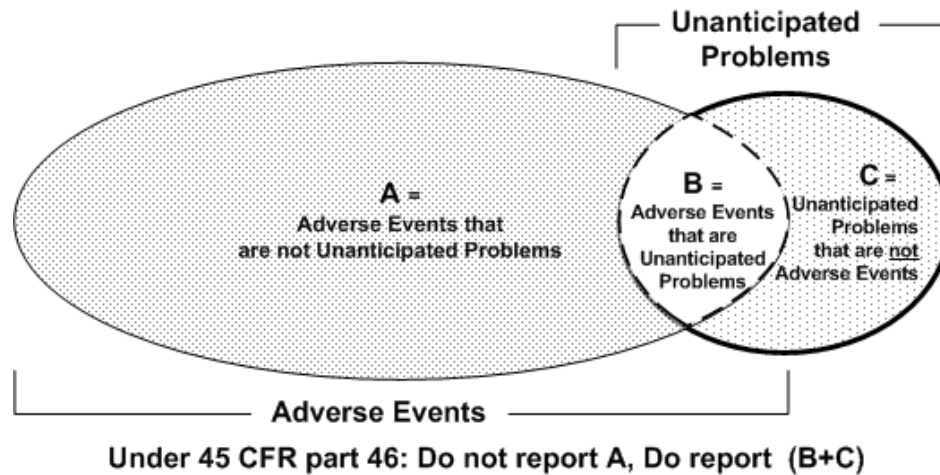 Unanticipated
Problems
A =
Adverse Events that
are not Unanticipated Problems
B =
Adverse Events
that are
Unanticipated
Problems
C =
Unanticipated
Problems
that are not
Adverse Events
Adverse Events
Under 45 CFR part 46: Do not report A, Do report (B+C)